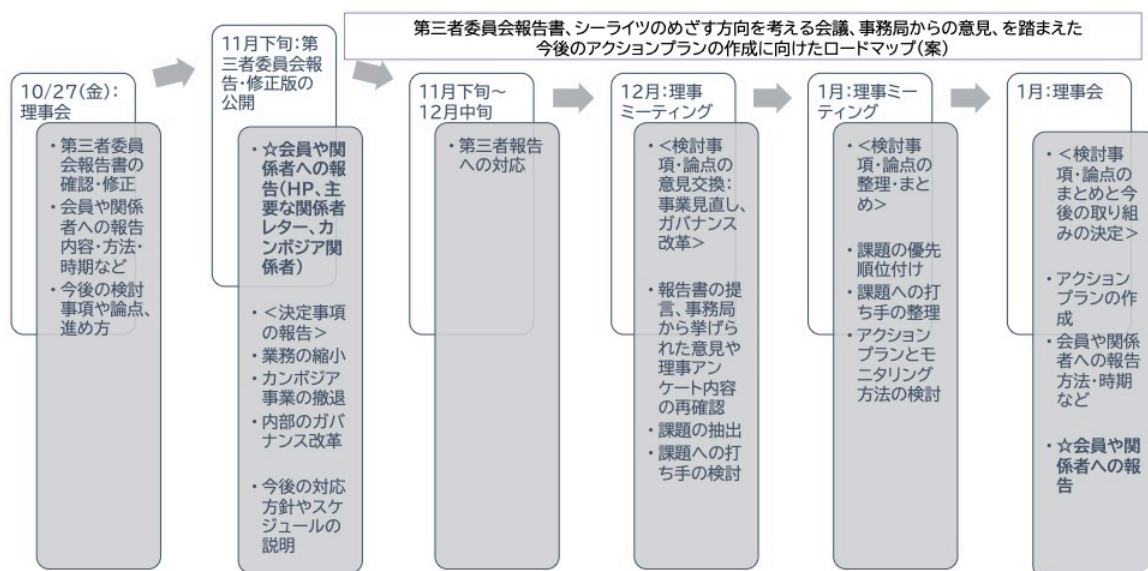 第三者委員会報告書、シーライツのめざす方向を考える会議、事務局からの意見、を踏まえた
今後のアクションプランの作成に向けたロードマップ(案)
10/27(金):
理事会
・第三者委員
会報告書の
確認・修正
・会員や関係
者への報告
内容・方法・
時期など
・今後の検討
事項や論点、
進め方
11月下旬:第
三者委員会報
告・修正版の
公開
・☆会員や関
係者への報
告(HP、主
要な関係者
レター、カ
ンボジア関
係者)
・<決定事項
の報告>
・業務の縮小
・カンボジア
事業の撤退
・内部のガバ
ナンス改革
・今後の対応
方針やスケ
ジュールの
説明
11月下旬~
12月中旬
・第三者報告
への対応
12月:理事
ミーティング
・<検討事
項・論点の
意見交換:
事業見直し、
ガバナンス
改革>
・報告書の提
言、事務局
から挙げら
れた意見や
理事アン
ケート内容
の再確認
・課題の抽出
・課題への打
ち手の検討
1月:理事ミー
ティング
・<検討事
項・論点の
整理・まと
め>
・課題の優先
順位付け
・課題への打
ち手の整理
・アクション
プランとモ
ニタリング
方法の検討
1月:理事会
・<検討事
項・論点の
まとめと今
後の取り組
みの決定>
・アクション
プランの作
成
・会員や関係
者への報告
方法・時期
など
・☆会員や関
係者への報
告